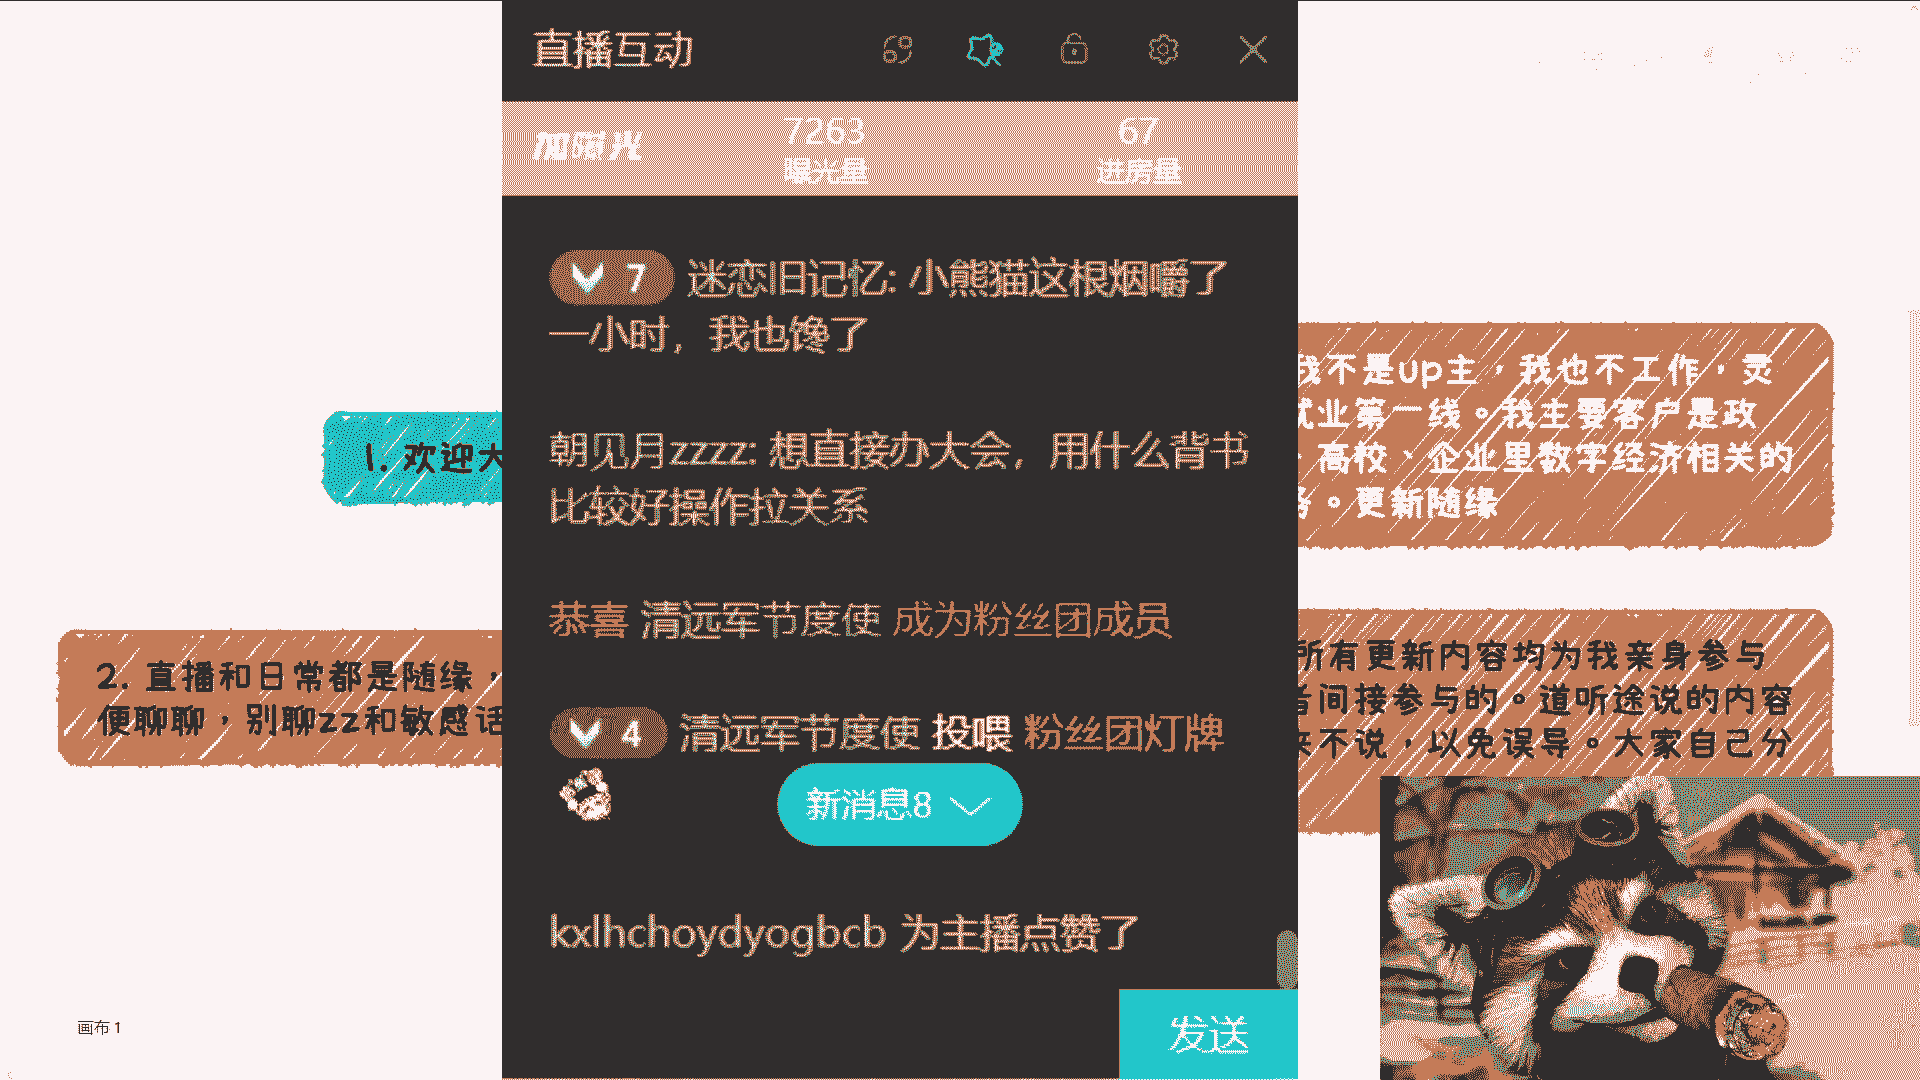 直播互动
加曝光
7263
曝光量
67
进房量
7 迷恋旧记忆: 小熊猫这根烟嚼了
一小时，我也馋了
朝见月zzzz: 想直接办大会，用什么背书
比较好操作拉关系
恭喜 清远军节度使 成为粉丝团成员
4 清远军节度使 投喂 粉丝团灯牌
新消息8
kxlhchoydyogbcb 为主播点赞了
发送
1. 欢迎大
2. 直播和日常都是随缘，
便聊聊，别聊zz和敏感话
我不是up主，我也不工作，灵
就业第一线。我主要客户是政
、高校、企业里数字经济相关的
务。更新随缘
所有更新内容均为我亲身参与
者间接参与的。道听途说的内容
来不说，以免误导。大家自己分
画布 1